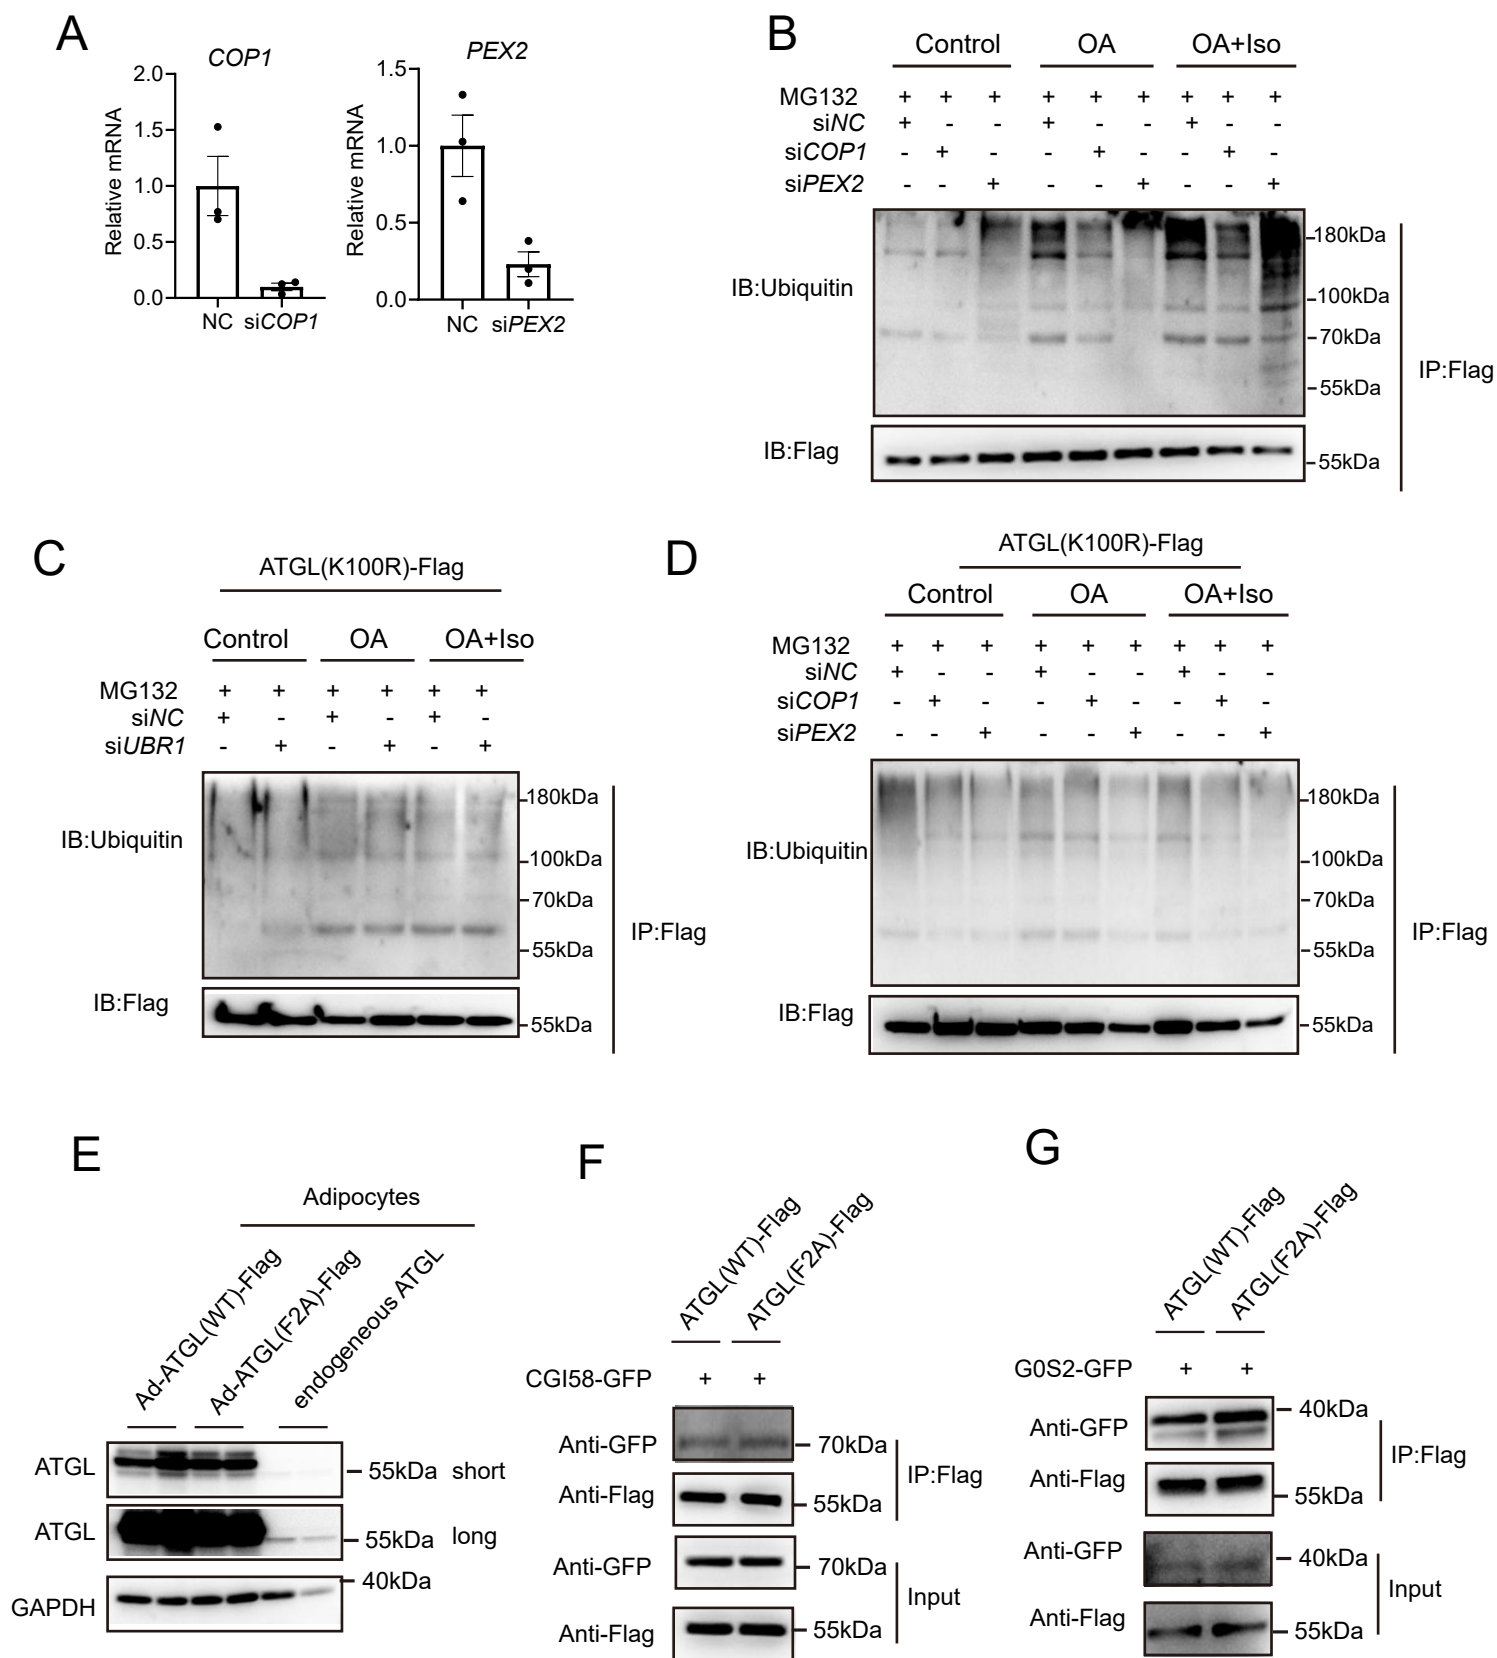 A
COP1
Relative mRNA
2.0
1.5
1.0
0.5
0.0
NC siCOP1
PEX2
Relative mRNA
1.5
1.0
0.5
0.0
NC siPEX2
B
Control OA OA+Iso
MG132 + + + + + + + + +
siNC + - - + - - + - -
siCOP1 - + - - + - - + -
siPEX2 - - + - - + - - +
IB:Ubiquitin
180kDa
100kDa
70kDa
55kDa
IB:Flag
55kDa
IP:Flag
C
ATGL(K100R)-Flag
Control OA OA+Iso
MG132 + + + + + +
siNC + - + - + -
siUBR1 - + - + - +
IB:Ubiquitin
180kDa
100kDa
70kDa
55kDa
IB:Flag
55kDa
IP:Flag
D
ATGL(K100R)-Flag
Control OA OA+Iso
MG132 + + + + + + + + +
siNC + - - + - - + - -
siCOP1 - + - - + - - + -
siPEX2 - - + - - + - - +
IB:Ubiquitin
180kDa
100kDa
70kDa
55kDa
IB:Flag
55kDa
IP:Flag
E
Adipocytes
Ad-ATGL(WT)-Flag
Ad-ATGL(F2A)-Flag
endogeneous ATGL
ATGL 55kDa short
ATGL 55kDa long
40kDa
GAPDH
F
ATGL(WT)-Flag
ATGL(F2A)-Flag
CGI58-GFP + +
Anti-GFP 70kDa
IP:Flag
Anti-Flag 55kDa
Anti-GFP 70kDa
Input
Anti-Flag 55kDa
G
ATGL(WT)-Flag
ATGL(F2A)-Flag
G0S2-GFP + +
40kDa
Anti-GFP
IP:Flag
Anti-Flag
55kDa
Anti-GFP 40kDa
Input
Anti-Flag 55kDa